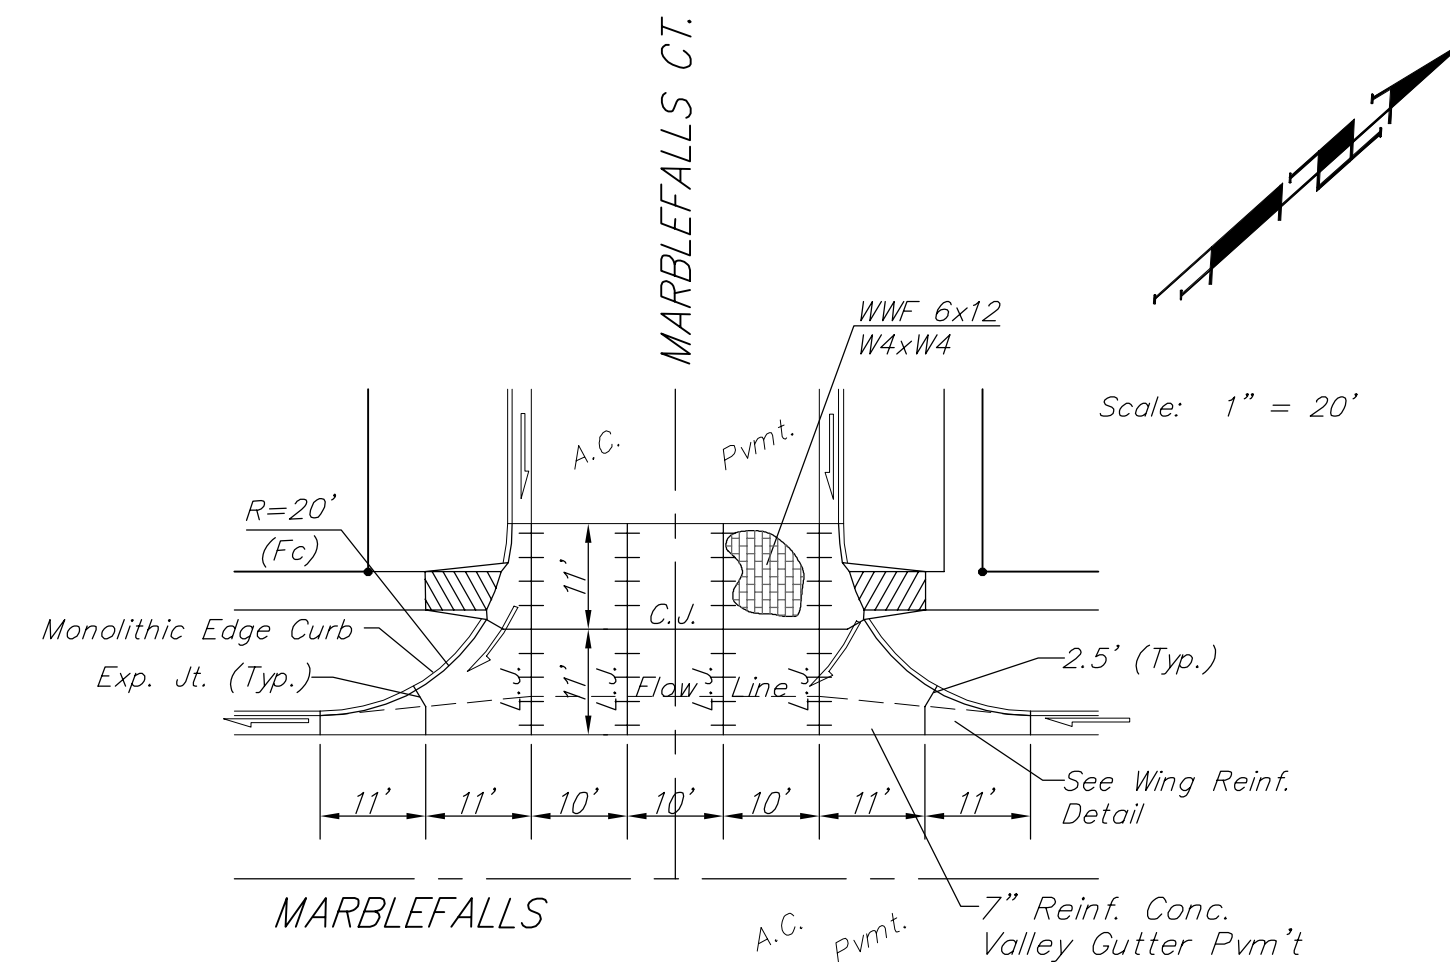 MARBLEFALLS CT.
WWF 6x12
W4xW4
Scale: 1" = 20'
A.C. Pvmt.
R=20'
(Fc)
11'
C.J.
Monolithic Edge Curb
Exp. Jt. (Typ.)
2.5' (Typ.)
11'
L.J.
L.J.
L.J.
L.J.
Flow Line
See Wing Reinf.
Detail
11' 11' 10' 10' 10' 11' 11'
MARBLEFALLS
7" Reinf. Conc.
Valley Gutter Pvm't
A.C. Pvmt.